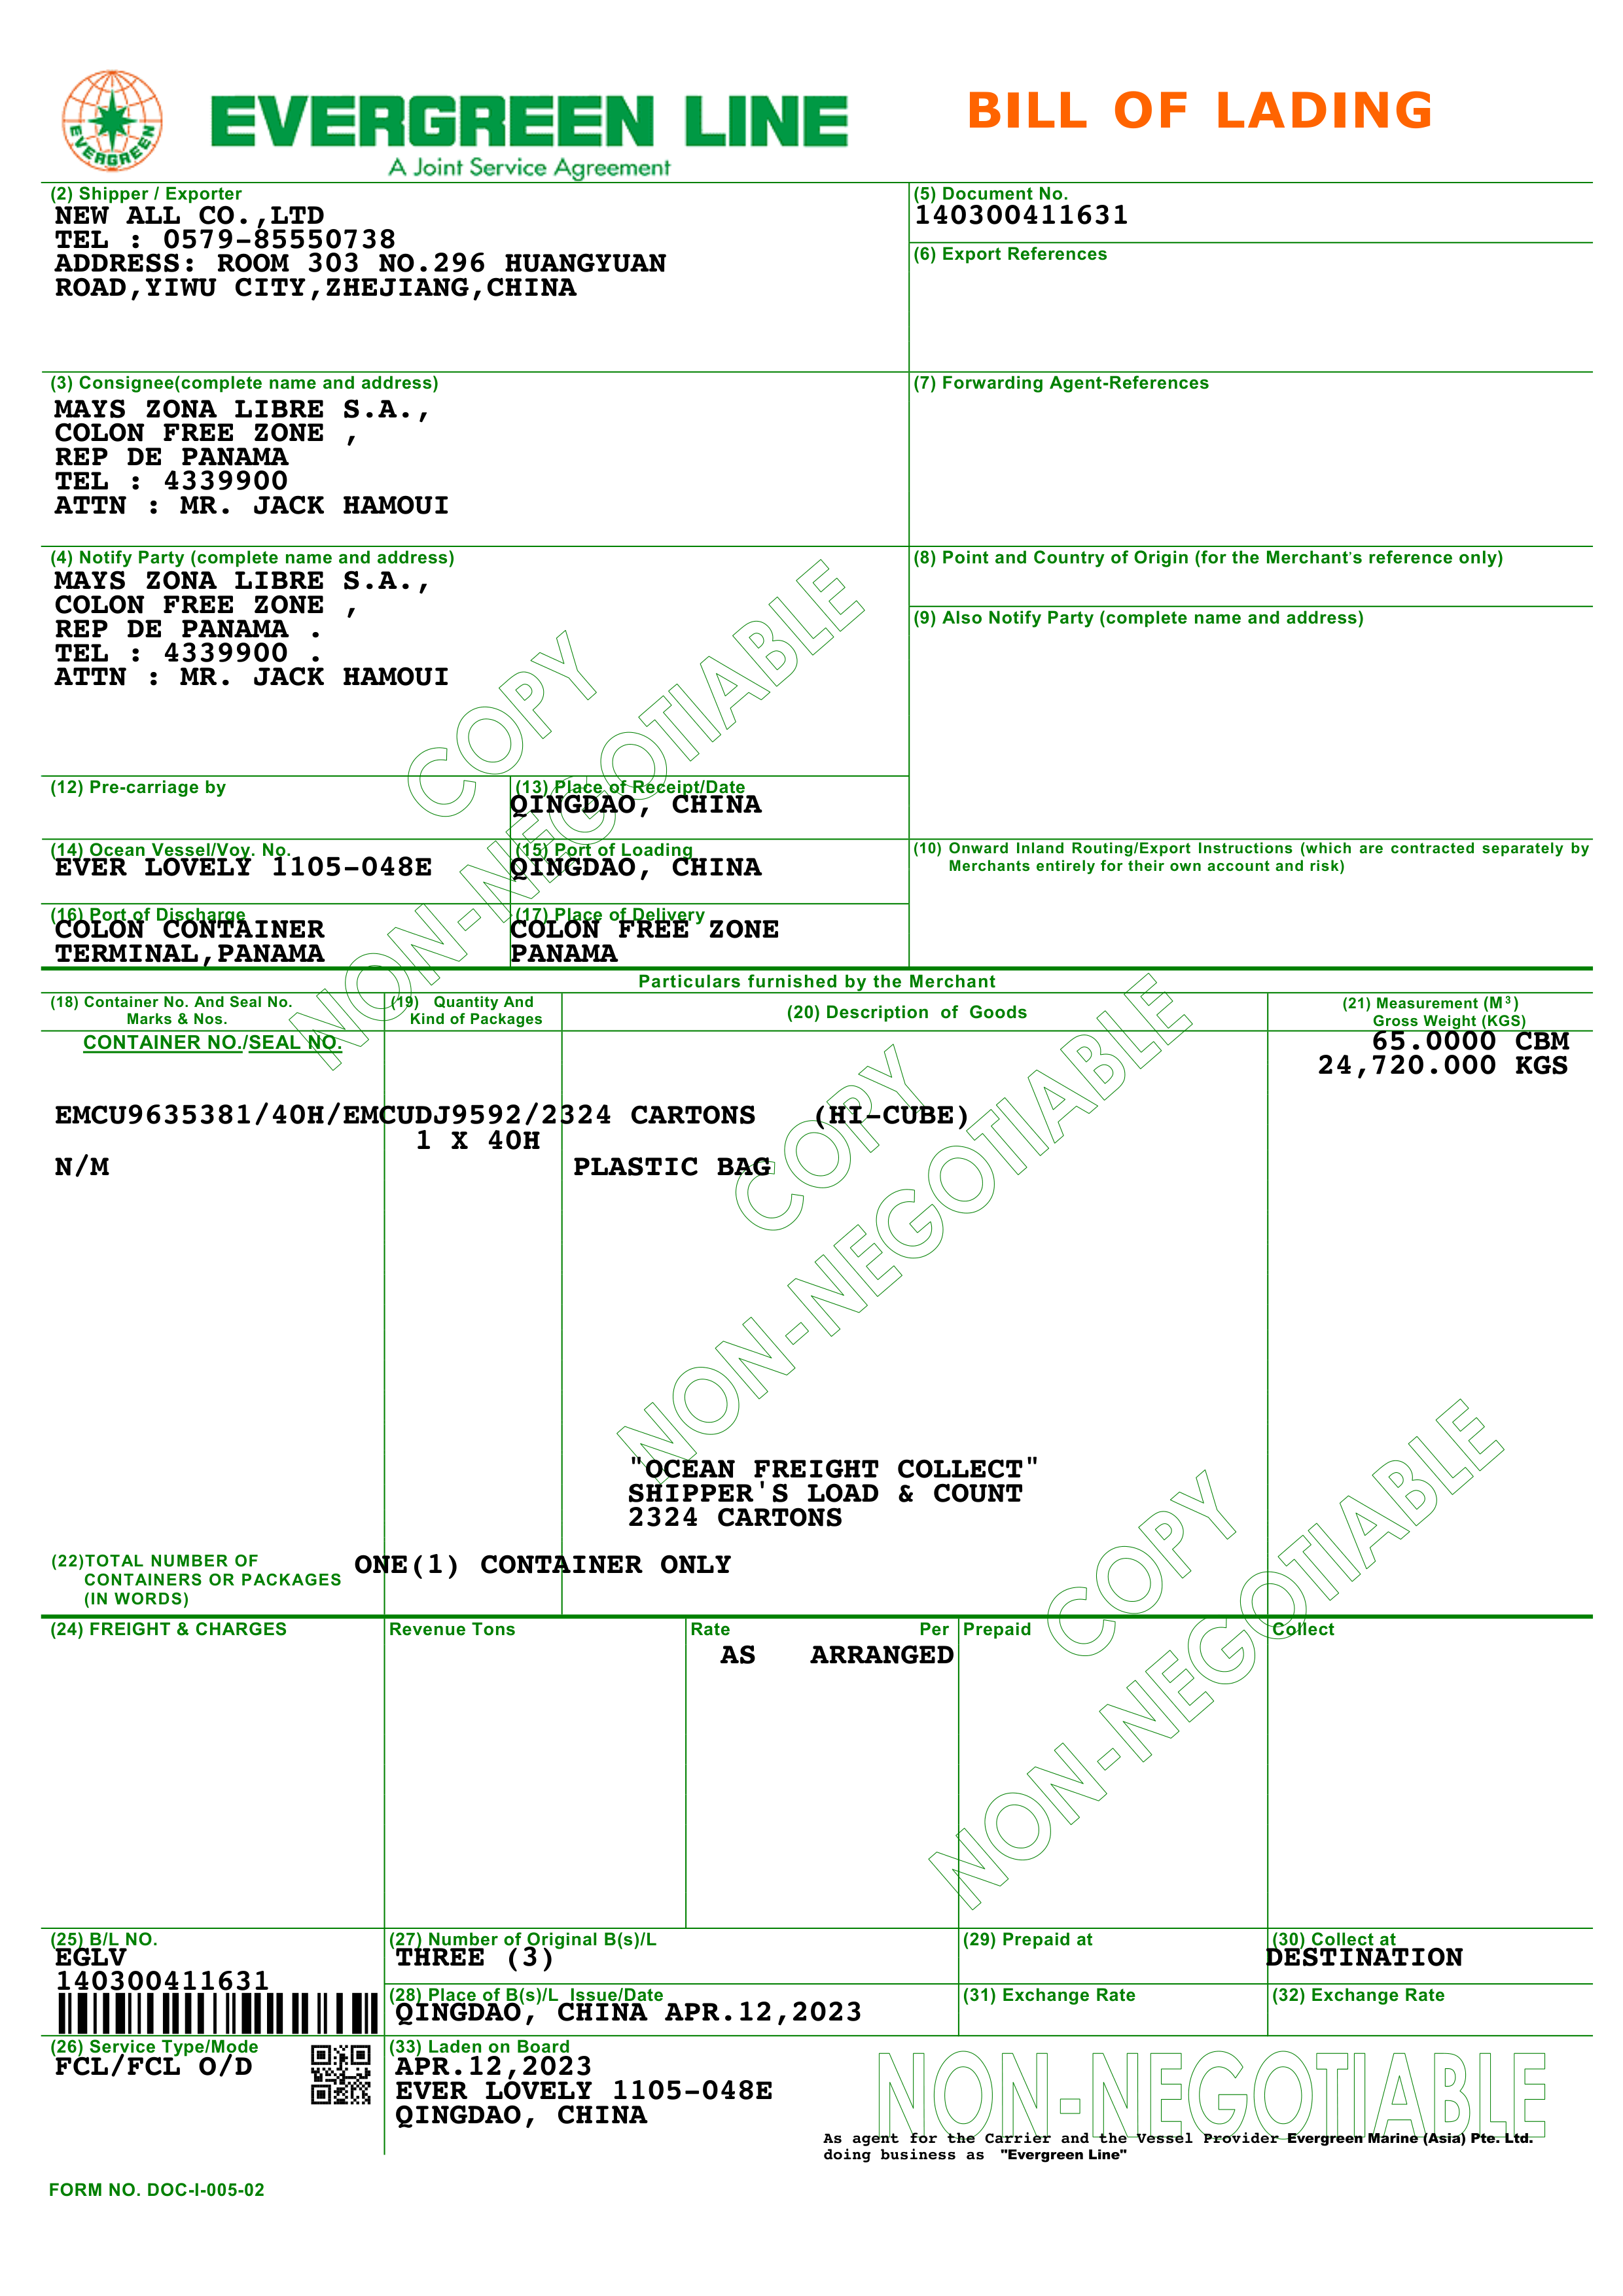 EVERGREEN
EVERGREEN LINE
A Joint Service Agreement
BILL OF LADING
(2) Shipper / Exporter
NEW ALL CO.,LTD
TEL : 0579-85550738
ADDRESS: ROOM 303 NO.296 HUANGYUAN
ROAD,YIWU CITY,ZHEJIANG,CHINA
(5) Document No.
140300411631
(6) Export References
(3) Consignee(complete name and address)
MAYS ZONA LIBRE S.A.,
COLON FREE ZONE ,
REP DE PANAMA
TEL : 4339900
ATTN : MR. JACK HAMOUI
(7) Forwarding Agent-References
(4) Notify Party (complete name and address)
MAYS ZONA LIBRE S.A.,
COLON FREE ZONE ,
REP DE PANAMA .
TEL : 4339900 .
ATTN : MR. JACK HAMOUI
(8) Point and Country of Origin (for the Merchant's reference only)
(9) Also Notify Party (complete name and address)
COPY
NON-NEGOTIABLE
(12) Pre-carriage by
(13) Place of Receipt/Date
QINGDAO, CHINA
(14) Ocean Vessel/Voy. No.
EVER LOVELY 1105-048E
(15) Port of Loading
QINGDAO, CHINA
(10) Onward Inland Routing/Export Instructions (which are contracted separately by
Merchants entirely for their own account and risk)
(16) Port of Discharge
COLON CONTAINER
TERMINAL,PANAMA
(17) Place of Delivery
COLON FREE ZONE
PANAMA
Particulars furnished by the Merchant
(18) Container No. And Seal No.
Marks & Nos.
(19) Quantity And
Kind of Packages
(20) Description of Goods
(21) Measurement (M³)
Gross Weight (KGS)
CONTAINER NO./SEAL NO.
65.0000 CBM
24,720.000 KGS
EMCU9635381/40H/EMCUDJ9592/2324 CARTONS (HI-CUBE)
1 X 40H
N/M
PLASTIC BAG
COPY
NON-NEGOTIABLE
"OCEAN FREIGHT COLLECT"
SHIPPER'S LOAD & COUNT
2324 CARTONS
(22)TOTAL NUMBER OF
CONTAINERS OR PACKAGES
(IN WORDS)
ONE(1) CONTAINER ONLY
(24) FREIGHT & CHARGES
Revenue Tons
Rate
Per
Prepaid
Collect
AS ARRANGED
COPY
NON-NEGOTIABLE
(25) B/L NO.
EGLV
140300411631
(27) Number of Original B(s)/L
THREE (3)
(29) Prepaid at
(30) Collect at
DESTINATION
(28) Place of B(s)/L Issue/Date
QINGDAO, CHINA APR.12,2023
(31) Exchange Rate
(32) Exchange Rate
(26) Service Type/Mode
FCL/FCL O/D
(33) Laden on Board
APR.12,2023
EVER LOVELY 1105-048E
QINGDAO, CHINA
NON-NEGOTIABLE
As agent for the Carrier and the Vessel Provider Evergreen Marine (Asia) Pte. Ltd.
doing business as "Evergreen Line"
FORM NO. DOC-I-005-02